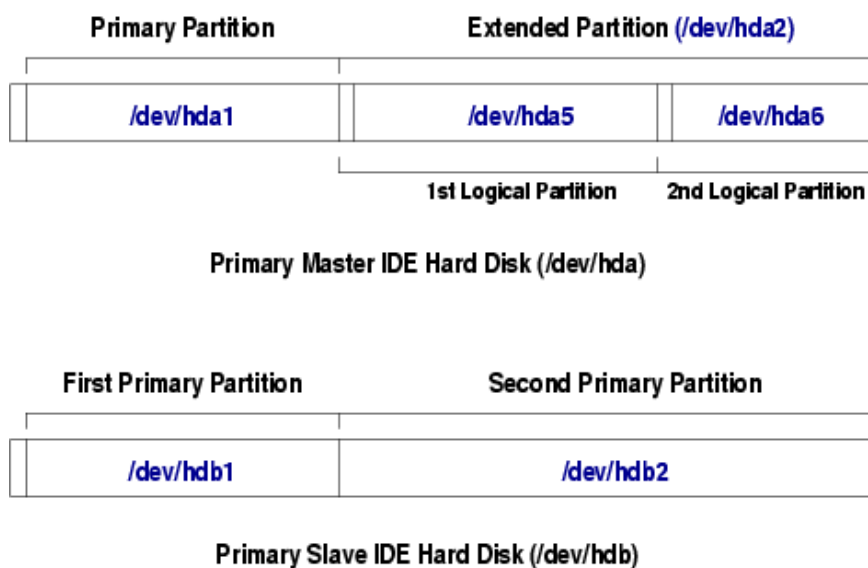 Primary Partition
Extended Partition (/dev/hda2)
/dev/hda1
/dev/hda5
/dev/hda6
1st Logical Partition
2nd Logical Partition
Primary Master IDE Hard Disk (/dev/hda)
First Primary Partition
Second Primary Partition
/dev/hdb1
/dev/hdb2
Primary Slave IDE Hard Disk (/dev/hdb)